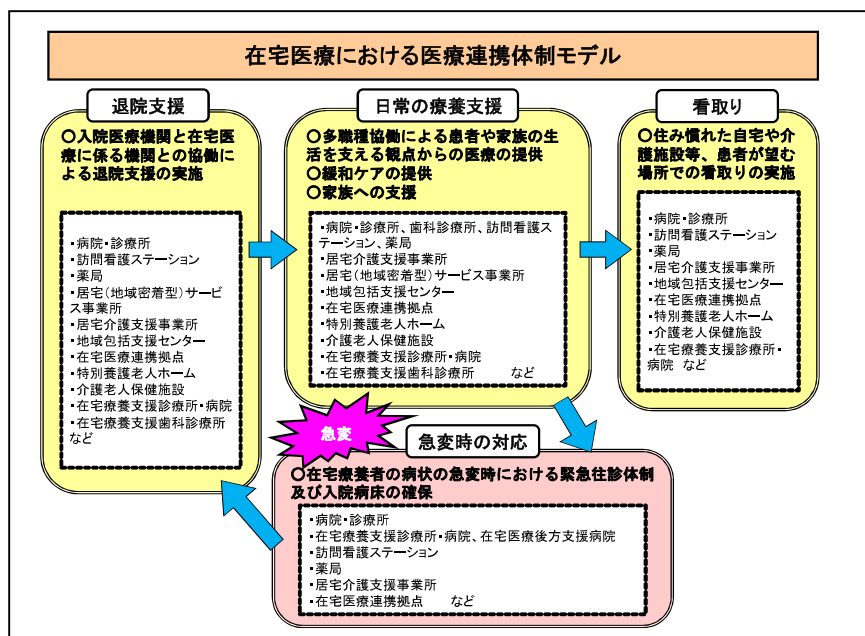 在宅医療における医療連携体制モデル
退院支援
○入院医療機関と在宅医
療に係る機関との協働に
よる退院支援の実施
・病院・診療所
・訪問看護ステーション
・薬局
・居宅(地域密着型)サービ
ス事業所
・居宅介護支援事業所
・地域包括支援センター
・在宅医療連携拠点
・特別養護老人ホーム
・介護老人保健施設
・在宅療養支援診療所・病院
・在宅療養支援歯科診療所
など
日常の療養支援
○多職種協働による患者や家族の生
活を支える観点からの医療の提供
○緩和ケアの提供
○家族への支援
・病院・診療所、歯科診療所、訪問看護ス
テーション、薬局
・居宅介護支援事業所
・居宅(地域密着型)サービス事業所
・地域包括支援センター
・在宅医療連携拠点
・特別養護老人ホーム
・介護老人保健施設
・在宅療養支援診療所・病院
・在宅療養支援歯科診療所 など
看取り
○住み慣れた自宅や介
護施設等、患者が望む
場所での看取りの実施
・病院・診療所
・訪問看護ステーション
・薬局
・居宅介護支援事業所
・地域包括支援センター
・在宅医療連携拠点
・特別養護老人ホーム
・介護老人保健施設
・在宅療養支援診療所・
病院 など
急変
急変時の対応
○在宅療養者の病状の急変時における緊急往診体制
及び入院病床の確保
・病院・診療所
・在宅療養支援診療所・病院、在宅医療後方支援病院
・訪問看護ステーション
・薬局
・居宅介護支援事業所
・在宅医療連携拠点 など